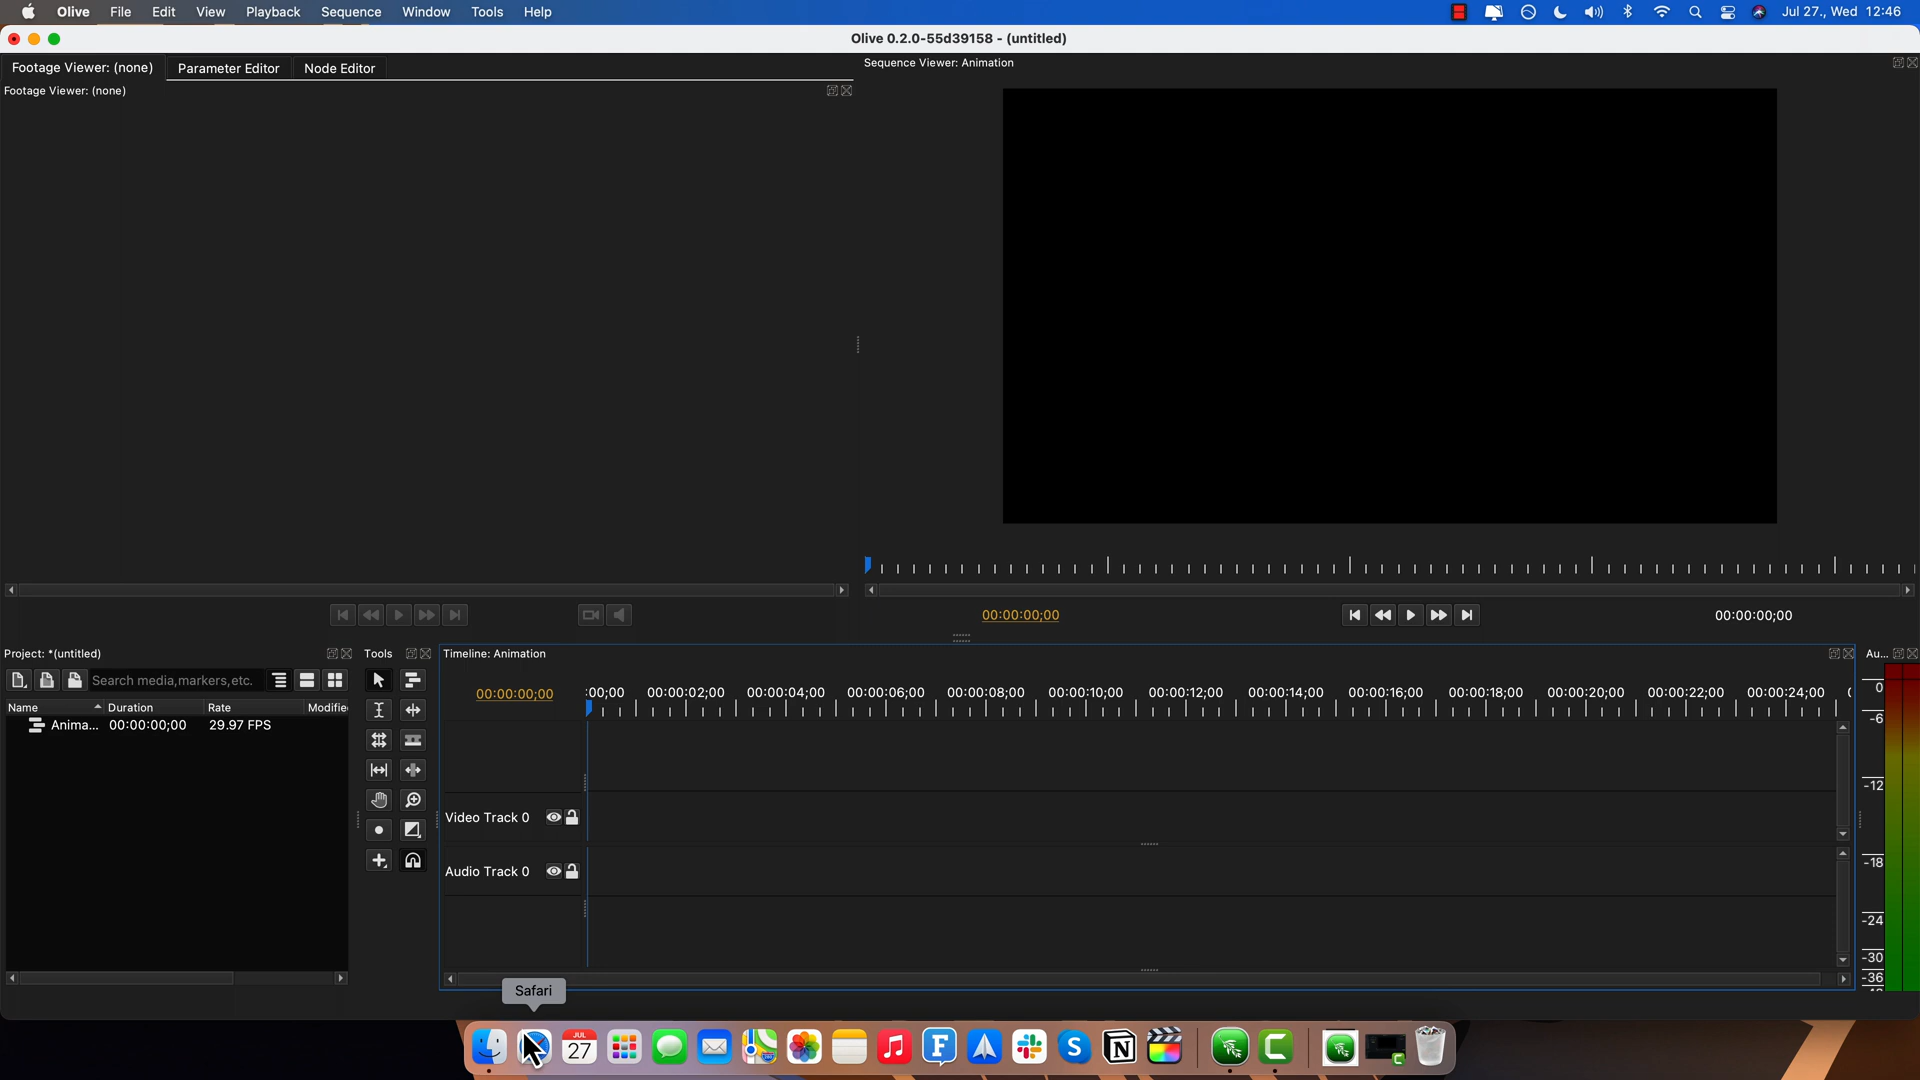 Olive File Edit View Playback Sequence Window Tools Help
Jul 27., Wed 12:46
Olive 0.2.0-55d39158 - (untitled)
Footage Viewer: (none) Parameter Editor Node Editor
Sequence Viewer: Animation
Footage Viewer: (none)
00:00:00;00
00:00:00;00
Project: *(untitled)
Tools
Timeline: Animation
Au...
Search media,markers,etc.
00:00:00;00
:00;00 00:00:02;00 00:00:04;00 00:00:06;00 00:00:08;00 00:00:10;00 00:00:12;00 00:00:14;00 00:00:16;00 00:00:18;00 00:00:20;00 00:00:22;00 00:00:24;00
Name Duration Rate Modifie
Anima... 00:00:00;00 29.97 FPS
Video Track 0
Audio Track 0
0
-6
-12
-18
-24
-30
-36
Safari
JUL
27